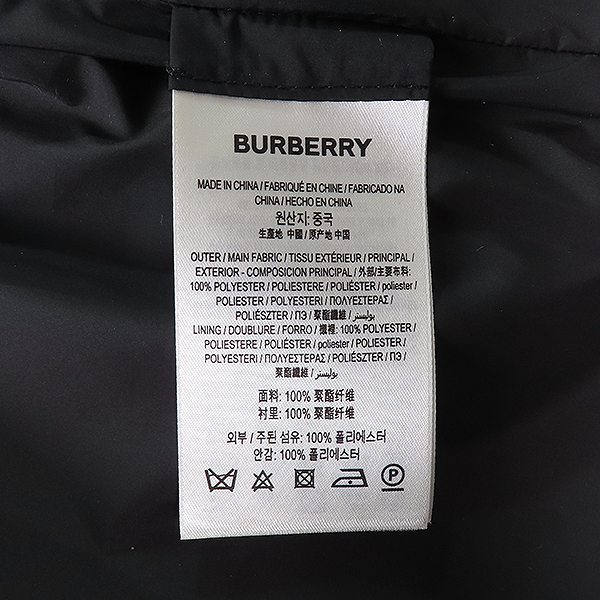 BURBERRY
MADE IN CHINA / FABRIQUÉ EN CHINE / FABRICADO NA
CHINA / HECHO EN CHINA
원산지: 중국
生產地 中國 / 原产地 中国
OUTER / MAIN FABRIC / TISSU EXTÉRIEUR / PRINCIPAL /
EXTERIOR - COMPOSICION PRINCIPAL / 外部/主要布料:
100% POLYESTER / POLIESTERE / POLIÉSTER / poliester /
POLIESTER / POLYESTERI / ΠΟΛΥΕΣΤΕΡΑΣ /
POLIÉSZTER / ПЭ / 聚酯纖維 / بوليستر /
LINING / DOUBLURE / FORRO / 襯裡: 100% POLYESTER /
POLIESTERE / POLIÉSTER / poliester / POLIESTER /
POLYESTERI / ΠΟΛΥΕΣΤΕΡΑΣ / POLIÉSZTER / ПЭ /
聚酯纖維 / بوليستر /
面料: 100% 聚酯纤维
衬里: 100% 聚酯纤维
외부 / 주된 섬유: 100% 폴리에스터
안감: 100% 폴리에스터
P